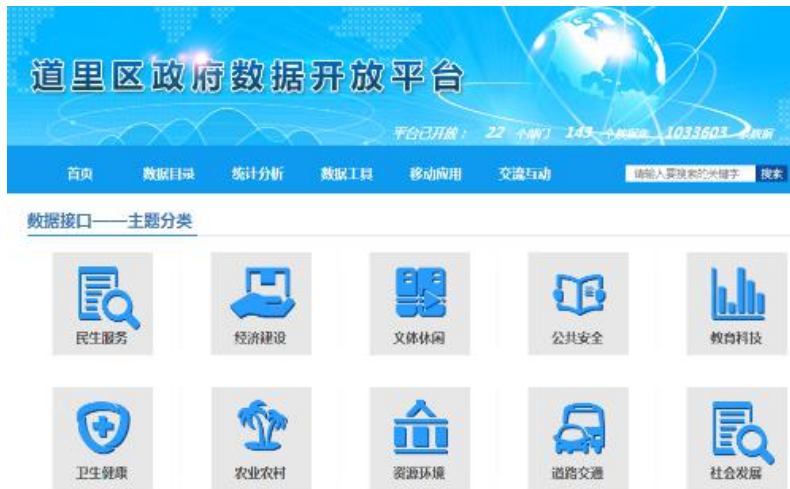 道里区政府数据开放平台
平台已开放： 22 个部门 143 个数据集 1033603 条数据
首页 数据目录 统计分析 数据工具 移动应用 交流互动 请输入要搜索的关键字 搜索
数据接口——主题分类
民生服务 经济建设 文体休闲 公共安全 教育科技
卫生健康 农业农村 资源环境 道路交通 社会发展